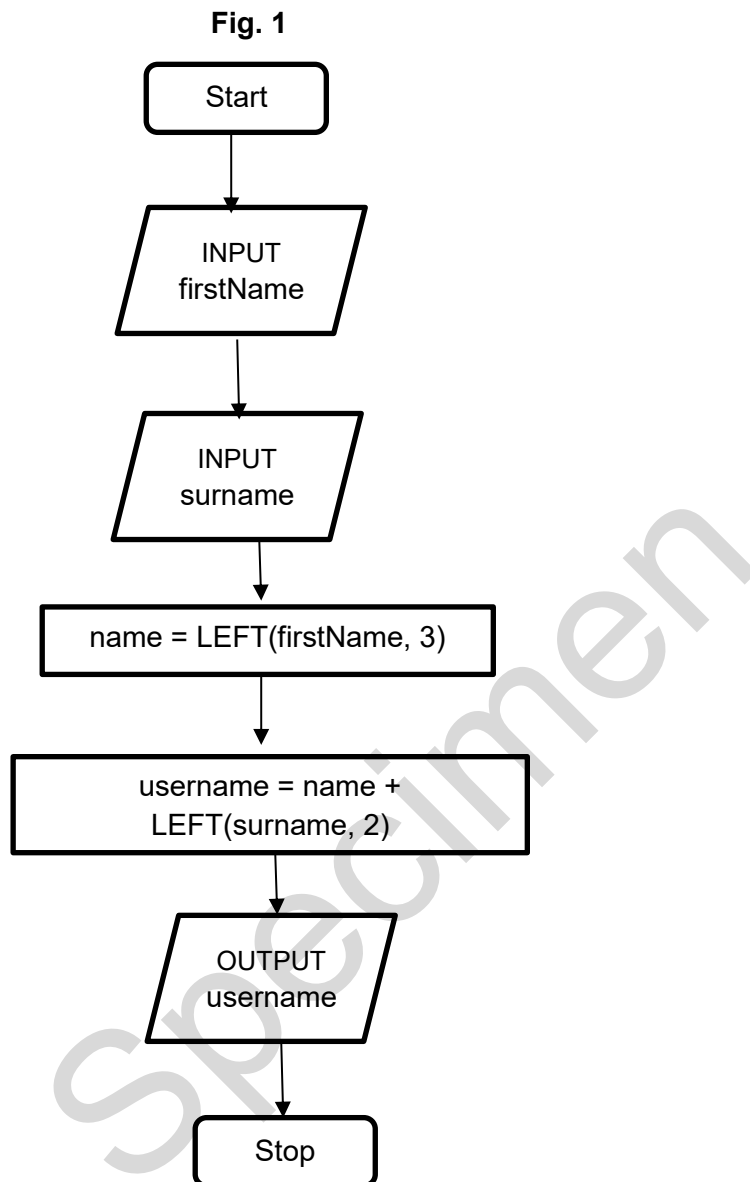 Fig. 1
Start
INPUT
firstName
INPUT
surname
name = LEFT(firstName, 3)
username = name +
LEFT(surname, 2)
OUTPUT
username
Stop
Specimen